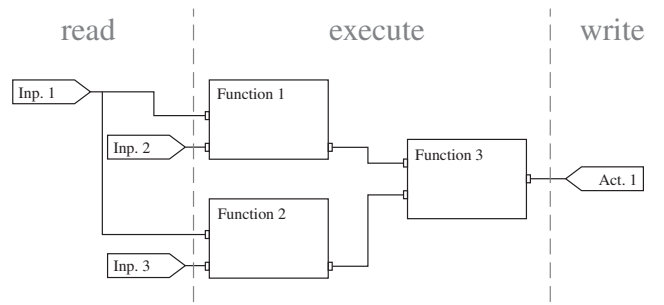 read execute write
Inp. 1
Function 1
Inp. 2
Function 3
Act. 1
Function 2
Inp. 3